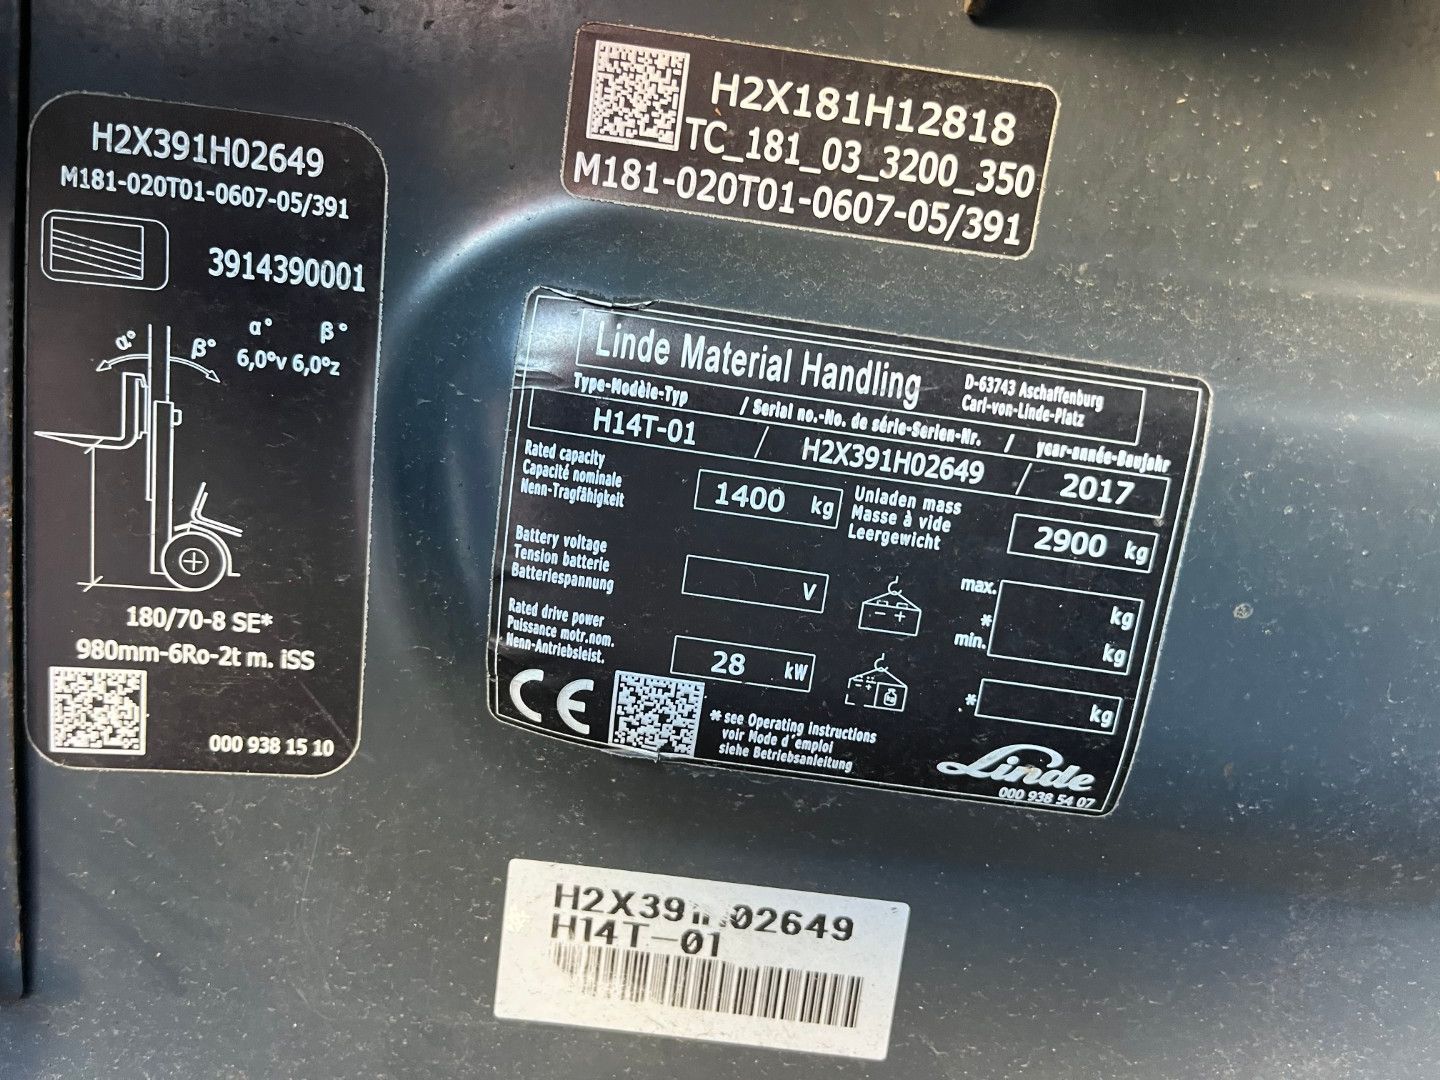 H2X181H12818
TC_181_03_3200_350
M181-020T01-0607-05/391
H2X391H02649
M181-020T01-0607-05/391
3914390001
α° β°
α° β° 6,0°v 6,0°z
180/70-8 SE*
980mm-6Ro-2t m. iSS
000 938 15 10
Linde Material Handling
D-63743 Aschaffenburg
Carl-von-Linde-Platz
Type-Modèle-Typ / Serial no.-No. de série-Serien-Nr. / year-année-Baujahr
H14T-01 / H2X391H02649 / 2017
Rated capacity
Capacité nominale
Nenn-Tragfähigkeit
1400 kg
Unladen mass
Masse à vide
Leergewicht
2900 kg
Battery voltage
Tension batterie
Batteriespannung
V
- +
max. kg
*
min. kg
Rated drive power
Puissance motr.nom.
Nenn-Antriebsleist.
28 kW
* kg
CE
* see Operating instructions
voir Mode d'emploi
siehe Betriebsanleitung
Linde
000 938 54 07
H2X391H02649
H14T-01